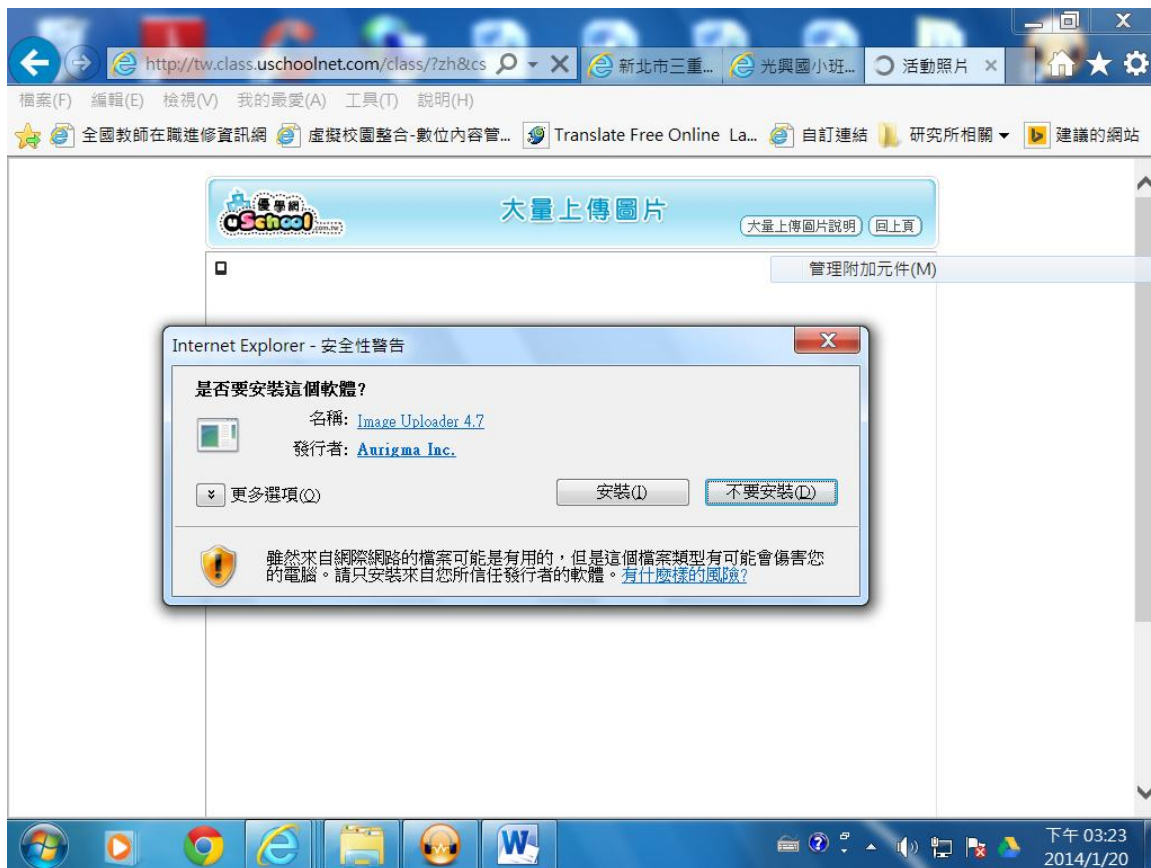 http://tw.class.uschoolnet.com/class/?zh&cs
新北市三重...
光興國小班...
活動照片
檔案(F) 編輯(E) 檢視(V) 我的最愛(A) 工具(T) 說明(H)
全國教師在職進修資訊網 虛擬校園整合-數位內容管... Translate Free Online La... 自訂連結 研究所相關 建議的網站
優學網
uSchool.com.tw
大量上傳圖片
大量上傳圖片說明 回上頁
管理附加元件(M)
Internet Explorer - 安全性警告
是否要安裝這個軟體?
名稱: Image Uploader 4.7
發行者: Aurigma Inc.
更多選項(O) 安裝(I) 不要安裝(D)
雖然來自網際網路的檔案可能是有用的，但是這個檔案類型有可能會傷害您
的電腦。請只安裝來自您所信任發行者的軟體。有什麼樣的風險?
下午 03:23
2014/1/20